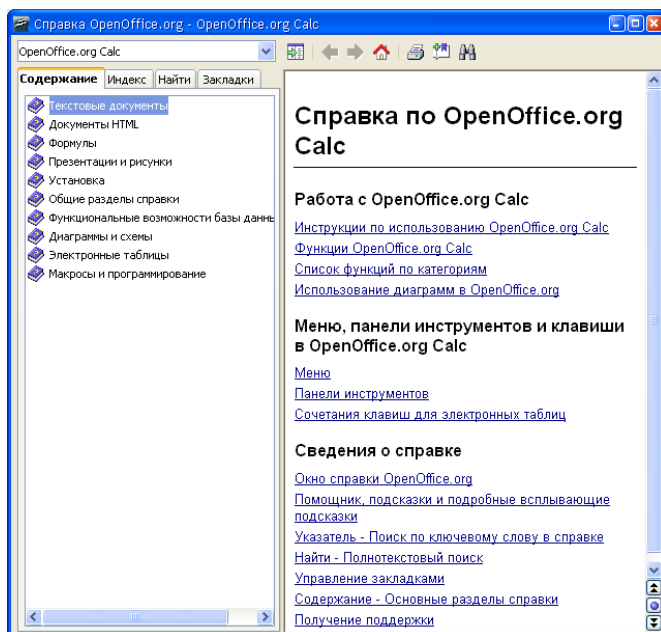 Справка OpenOffice.org - OpenOffice.org Calc
OpenOffice.org Calc
Содержание Индекс Найти Закладки
Текстовые документы
Документы HTML
Формулы
Презентации и рисунки
Установка
Общие разделы справки
Функциональные возможности базы данн
Диаграммы и схемы
Электронные таблицы
Макросы и программирование
Справка по OpenOffice.org
Calc
Работа с OpenOffice.org Calc
Инструкции по использованию OpenOffice.org Calc
Функции OpenOffice.org Calc
Список функций по категориям
Использование диаграмм в OpenOffice.org
Меню, панели инструментов и клавиши
в OpenOffice.org Calc
Меню
Панели инструментов
Сочетания клавиш для электронных таблиц
Сведения о справке
Окно справки OpenOffice.org
Помощник, подсказки и подробные всплывающие
подсказки
Указатель - Поиск по ключевому слову в справке
Найти - Полнотекстовый поиск
Управление закладками
Содержание - Основные разделы справки
Получение поддержки